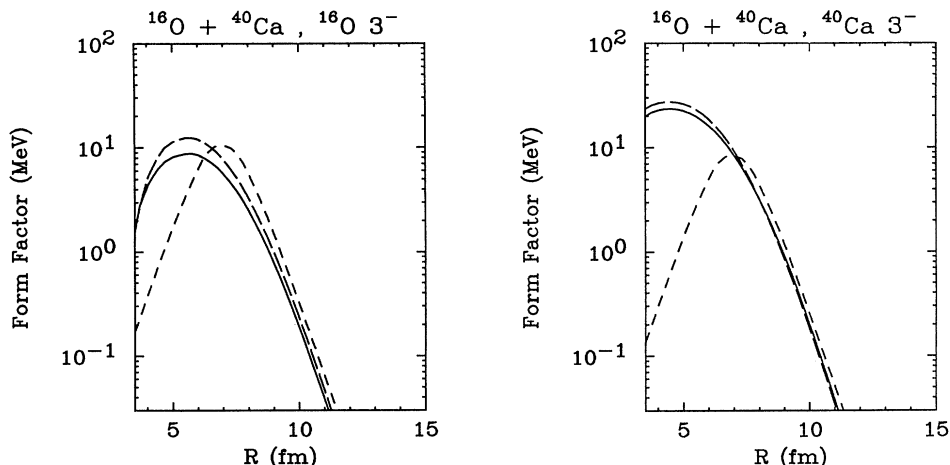 ¹⁶O + ⁴⁰Ca , ¹⁶O 3⁻
10²
10¹
10⁰
10⁻¹
Form Factor (MeV)
5
10
15
R (fm)
¹⁶O + ⁴⁰Ca , ⁴⁰Ca 3⁻
10²
10¹
10⁰
10⁻¹
Form Factor (MeV)
5
10
15
R (fm)